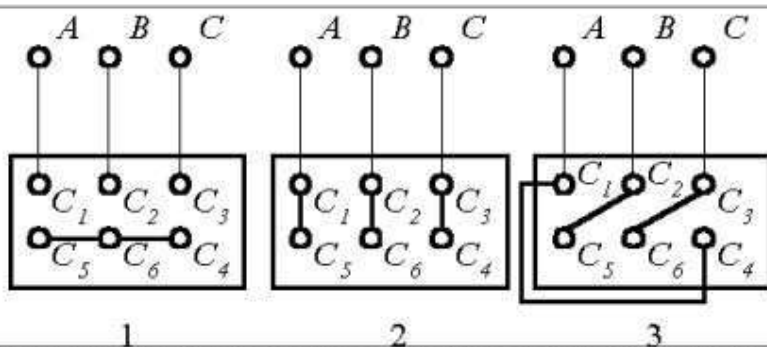 A B C A B C A B C
C₁ C₂ C₃ C₁ C₂ C₃ C₁ C₂ C₃
C₅ C₆ C₄ C₅ C₆ C₄ C₅ C₆ C₄
1 2 3